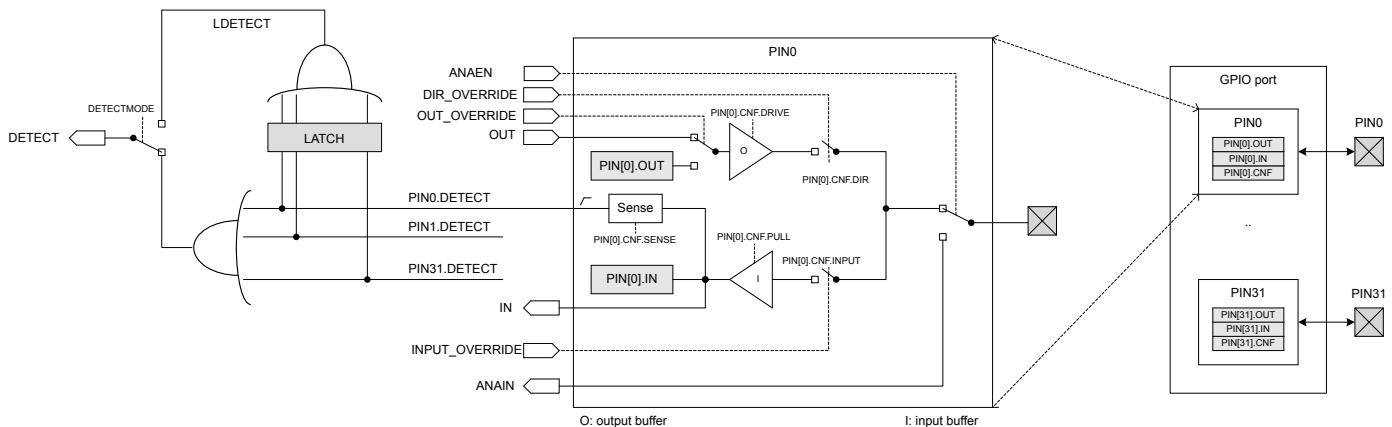 LDETECT
DETECTMODE
DETECT
LATCH
PIN0.DETECT
PIN1.DETECT
PIN31.DETECT
ANAEN
DIR_OVERRIDE
OUT_OVERRIDE
OUT
IN
INPUT_OVERRIDE
ANAIN
PIN0
PIN[0].CNF.DRIVE
O
PIN[0].OUT
PIN[0].CNF.DIR
Sense
PIN[0].CNF.SENSE
PIN[0].CNF.PULL
PIN[0].CNF.INPUT
PIN[0].IN
I
O: output buffer
I: input buffer
GPIO port
PIN0
PIN[0].OUT
PIN[0].IN
PIN[0].CNF
PIN0
..
PIN31
PIN[31].OUT
PIN[31].IN
PIN[31].CNF
PIN31